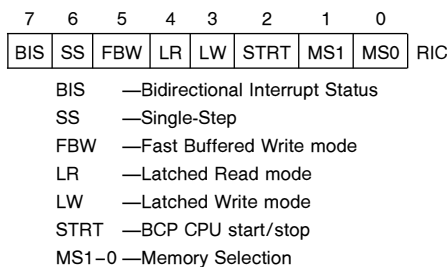 7 6 5 4 3 2 1 0
BIS SS FBW LR LW STRT MS1 MS0 RIC
BIS —Bidirectional Interrupt Status
SS —Single-Step
FBW —Fast Buffered Write mode
LR —Latched Read mode
LW —Latched Write mode
STRT —BCP CPU start/stop
MS1–0 —Memory Selection